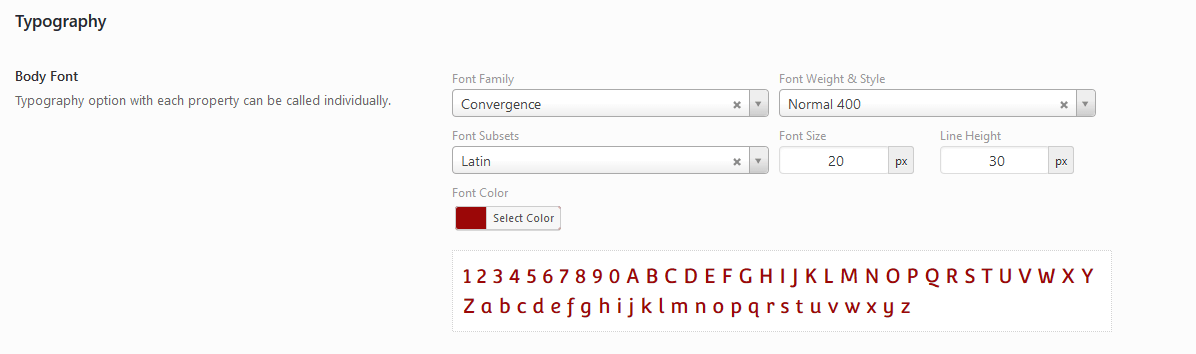 Typography
Body Font
Typography option with each property can be called individually.
Font Family
Font Weight & Style
Convergence
Normal 400
Font Subsets
Font Size
Line Height
Latin
20 px
30 px
Font Color
Select Color
1 2 3 4 5 6 7 8 9 0 A B C D E F G H I J K L M N O P Q R S T U V W X Y
Z a b c d e f g h i j k l m n o p q r s t u v w x y z